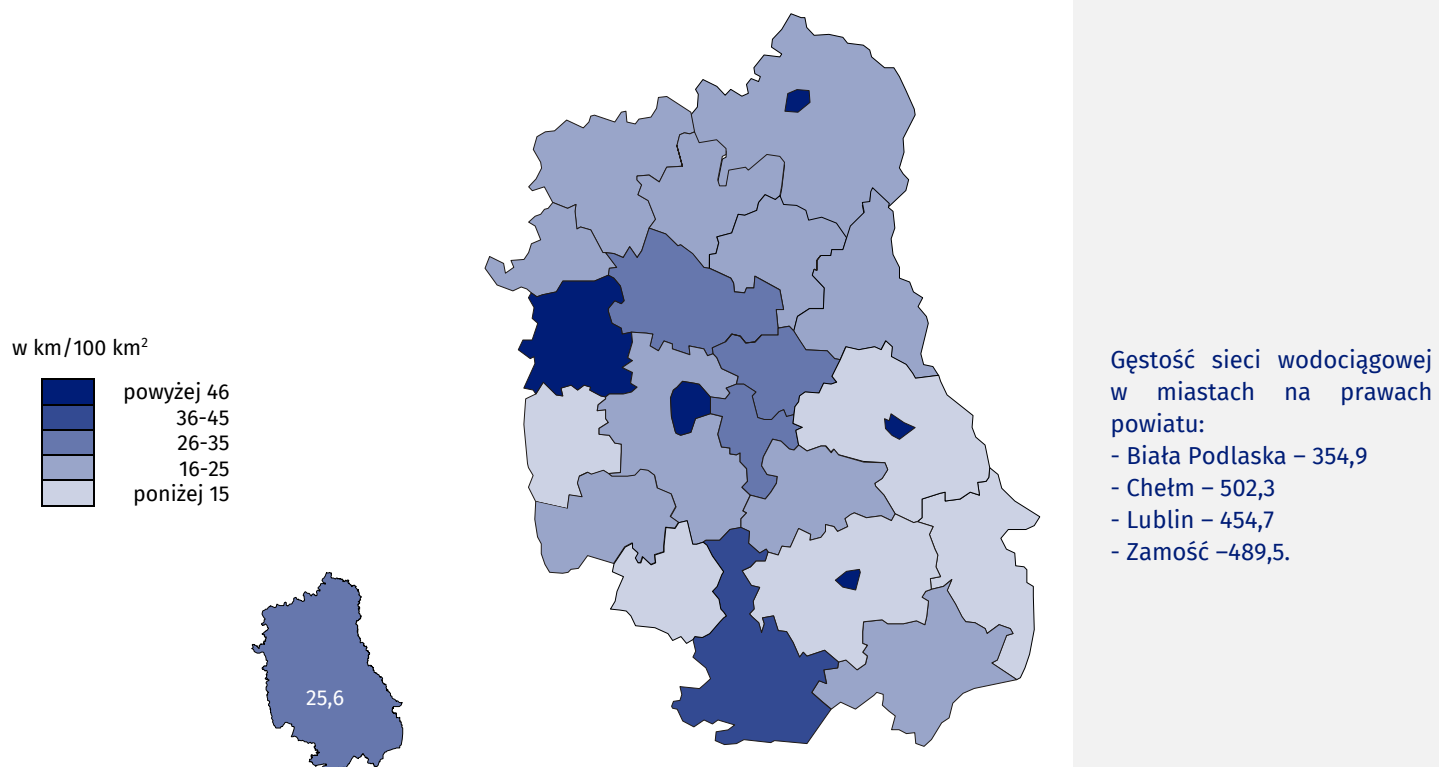 w km/100 km²
powyżej 46
36-45
26-35
16-25
poniżej 15
25,6
Gęstość sieci wodociągowej
w miastach na prawach
powiatu:
- Biała Podlaska – 354,9
- Chełm – 502,3
- Lublin – 454,7
- Zamość –489,5.